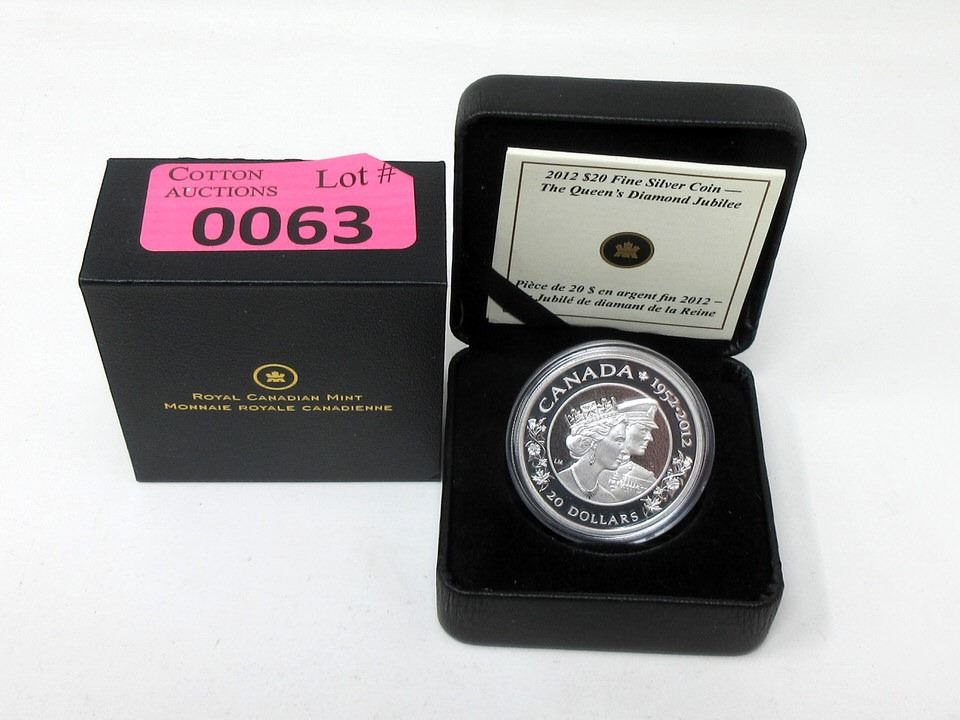 COTTON
AUCTIONS
Lot #
0063
ROYAL CANADIAN MINT
MONNAIE ROYALE CANADIENNE
2012 $20 Fine Silver Coin —
The Queen's Diamond Jubilee
Pièce de 20 $ en argent fin 2012 –
Jubilé de diamant de la Reine
CANADA 1952-2012
LM
20 DOLLARS